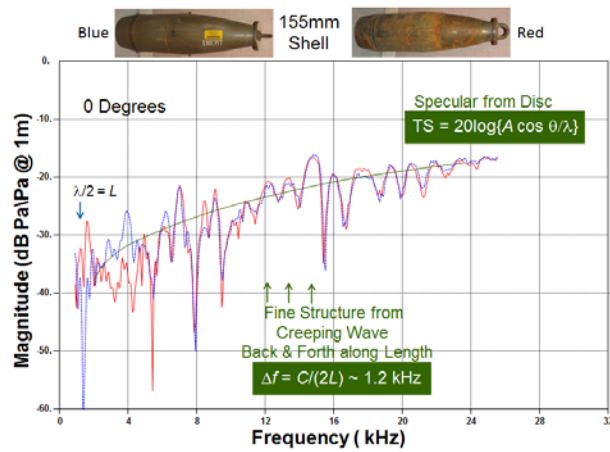 Blue
155mm
Shell
Red
0.
0 Degrees
Specular from Disc
TS = 20log{A cos θ/λ}
-10.
-20.
λ/2 = L
-30.
-40.
Fine Structure from
Creeping Wave
Back & Forth along Length
Δf = C/(2L) ~ 1.2 kHz
-50.
-60.
0 4 8 12 16 20 24 28 32
Frequency ( kHz)
Magnitude (dB Pa\Pa @ 1m)